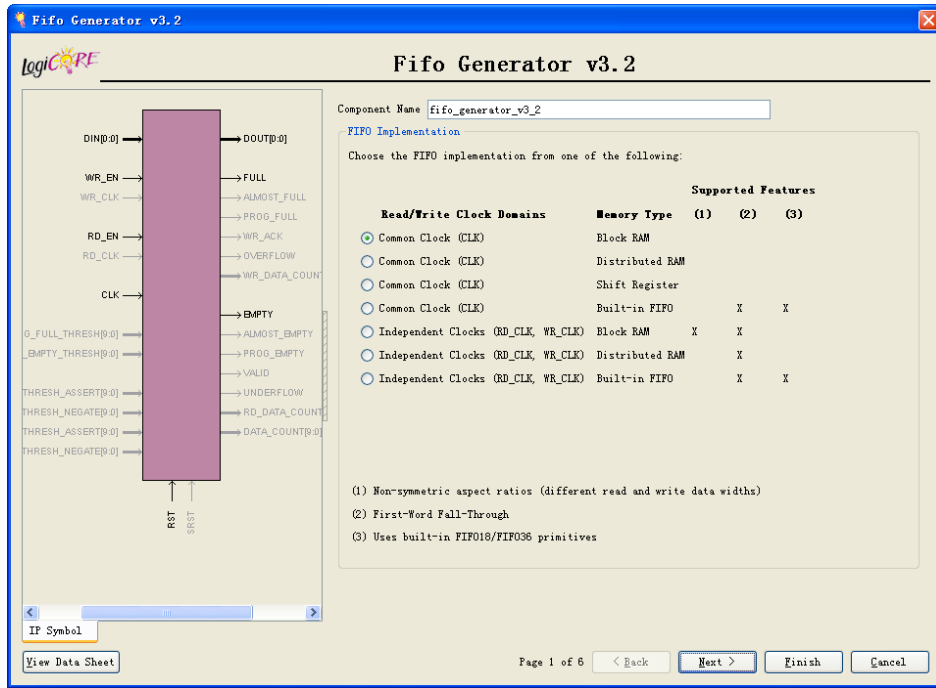 Fifo Generator v3.2
LogiCORE
Fifo Generator v3.2
DIN[0:0]
DOUT[0:0]
WR_EN
FULL
WR_CLK
ALMOST_FULL
PROG_FULL
RD_EN
WR_ACK
RD_CLK
OVERFLOW
WR_DATA_COUNT
CLK
EMPTY
G_FULL_THRESH[9:0]
ALMOST_EMPTY
_EMPTY_THRESH[9:0]
PROG_EMPTY
VALID
THRESH_ASSERT[9:0]
UNDERFLOW
THRESH_NEGATE[9:0]
RD_DATA_COUNT
THRESH_ASSERT[9:0]
DATA_COUNT[9:0]
THRESH_NEGATE[9:0]
RST
SRST
IP Symbol
Component Name fifo_generator_v3_2
FIFO Implementation
Choose the FIFO implementation from one of the following:
Supported Features
Read/Write Clock Domains Memory Type (1) (2) (3)
Common Clock (CLK) Block RAM
Common Clock (CLK) Distributed RAM
Common Clock (CLK) Shift Register
Common Clock (CLK) Built-in FIFO X X
Independent Clocks (RD_CLK, WR_CLK) Block RAM X X
Independent Clocks (RD_CLK, WR_CLK) Distributed RAM X
Independent Clocks (RD_CLK, WR_CLK) Built-in FIFO X X
(1) Non-symmetric aspect ratios (different read and write data widths)
(2) First-Word Fall-Through
(3) Uses built-in FIFO18/FIFO36 primitives
View Data Sheet
Page 1 of 6
< Back
Next >
Finish
Cancel